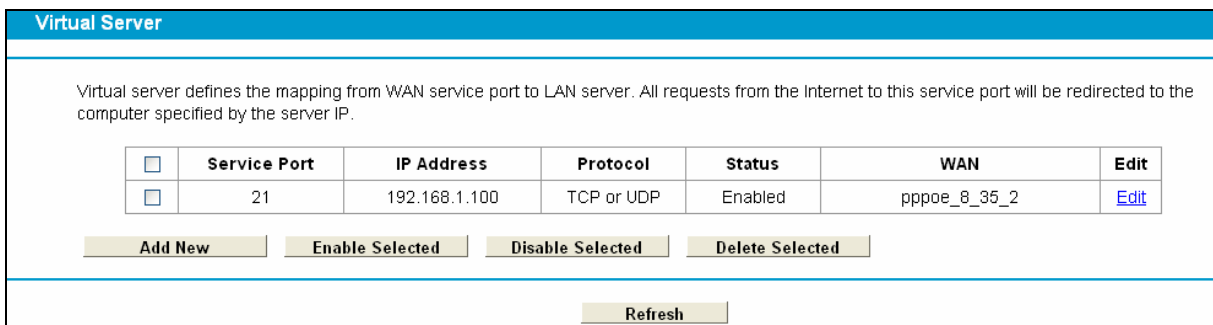 Virtual Server
Virtual server defines the mapping from WAN service port to LAN server. All requests from the Internet to this service port will be redirected to the
computer specified by the server IP.
Service Port IP Address Protocol Status WAN Edit
21 192.168.1.100 TCP or UDP Enabled pppoe_8_35_2 Edit
Add New Enable Selected Disable Selected Delete Selected
Refresh